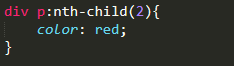 div p:nth-child(2){
    color: red;
}